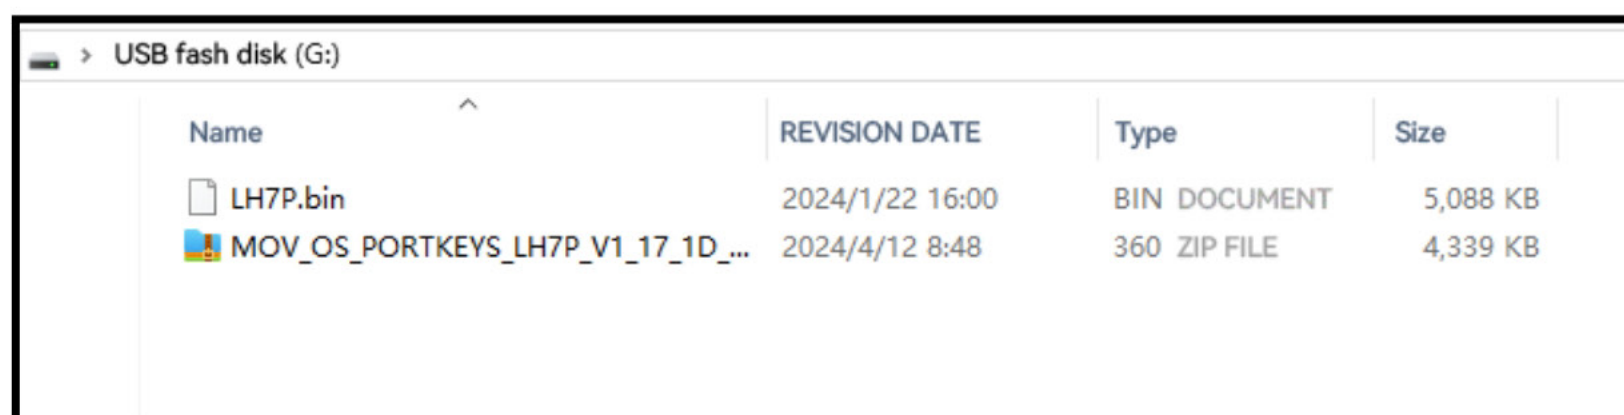 > USB fash disk (G:)
Name REVISION DATE Type Size
LH7P.bin 2024/1/22 16:00 BIN DOCUMENT 5,088 KB
MOV_OS_PORTKEYS_LH7P_V1_17_1D_... 2024/4/12 8:48 360 ZIP FILE 4,339 KB